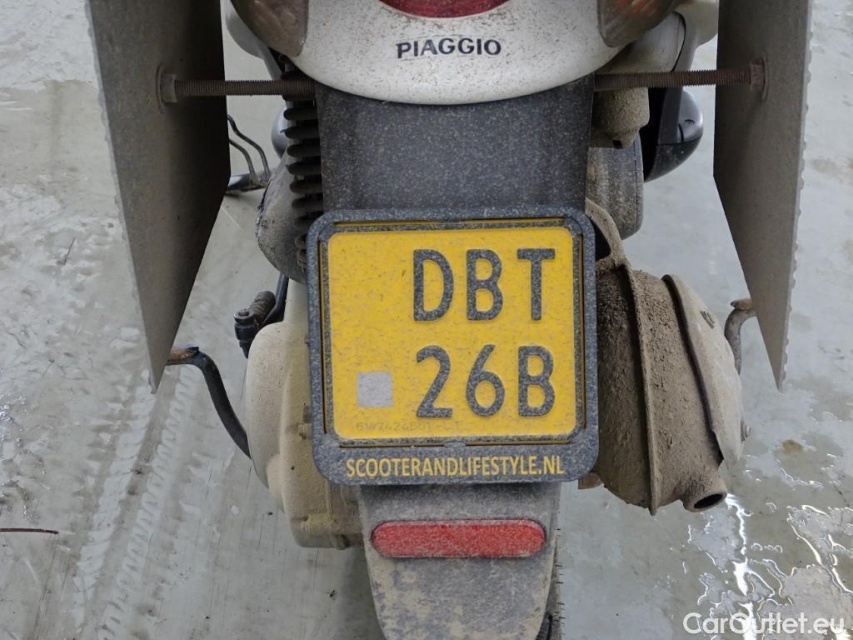 PIAGGIO
DBT
26B
SCOOTERANDLIFESTYLE.NL
CarOutlet.eu